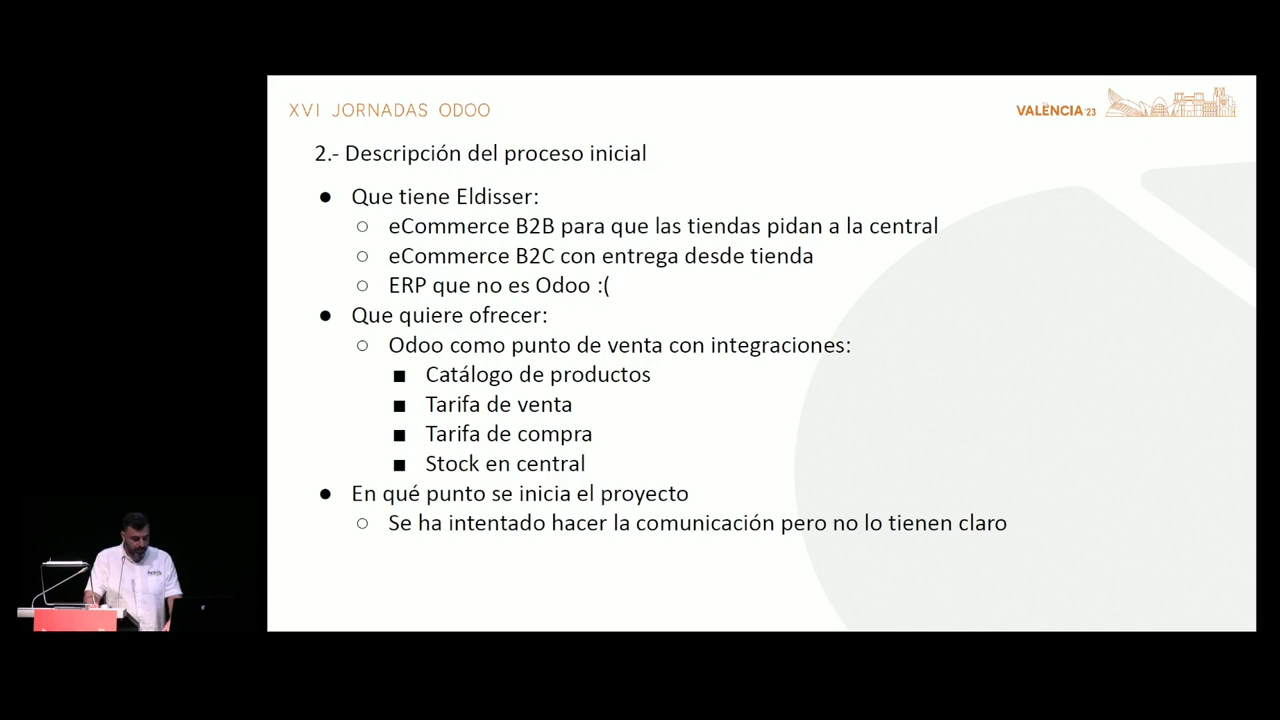 XVI JORNADAS ODOO
VALÈNCIA '23
2.- Descripción del proceso inicial
● Que tiene Eldisser:
○ eCommerce B2B para que las tiendas pidan a la central
○ eCommerce B2C con entrega desde tienda
○ ERP que no es Odoo :(
● Que quiere ofrecer:
○ Odoo como punto de venta con integraciones:
■ Catálogo de productos
■ Tarifa de venta
■ Tarifa de compra
■ Stock en central
● En qué punto se inicia el proyecto
○ Se ha intentado hacer la comunicación pero no lo tienen claro